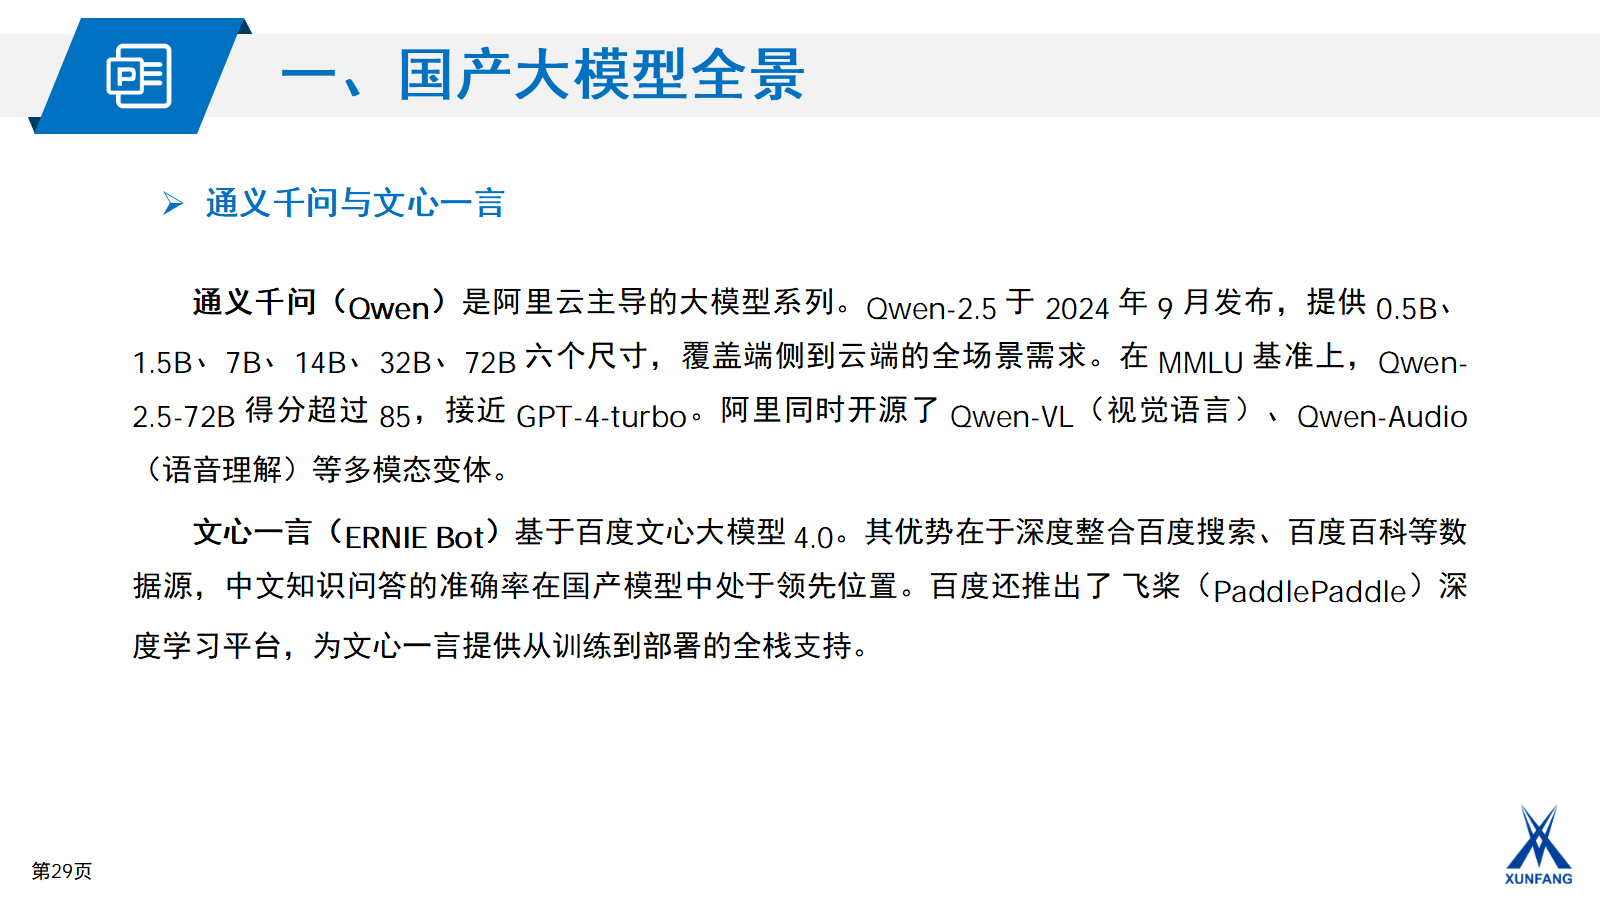 一、国产大模型全景
通义千问与文心一言
通义千问（Qwen）是阿里云主导的大模型系列。Qwen-2.5 于 2024 年 9 月发布，提供 0.5B、
1.5B、7B、14B、32B、72B 六个尺寸，覆盖端侧到云端的全场景需求。在 MMLU 基准上，Qwen-
2.5-72B 得分超过 85，接近 GPT-4-turbo。阿里同时开源了 Qwen-VL（视觉语言）、Qwen-Audio
（语音理解）等多模态变体。
文心一言（ERNIE Bot）基于百度文心大模型 4.0。其优势在于深度整合百度搜索、百度百科等数
据源，中文知识问答的准确率在国产模型中处于领先位置。百度还推出了 飞桨（PaddlePaddle）深
度学习平台，为文心一言提供从训练到部署的全栈支持。
第29页
XUNFANG